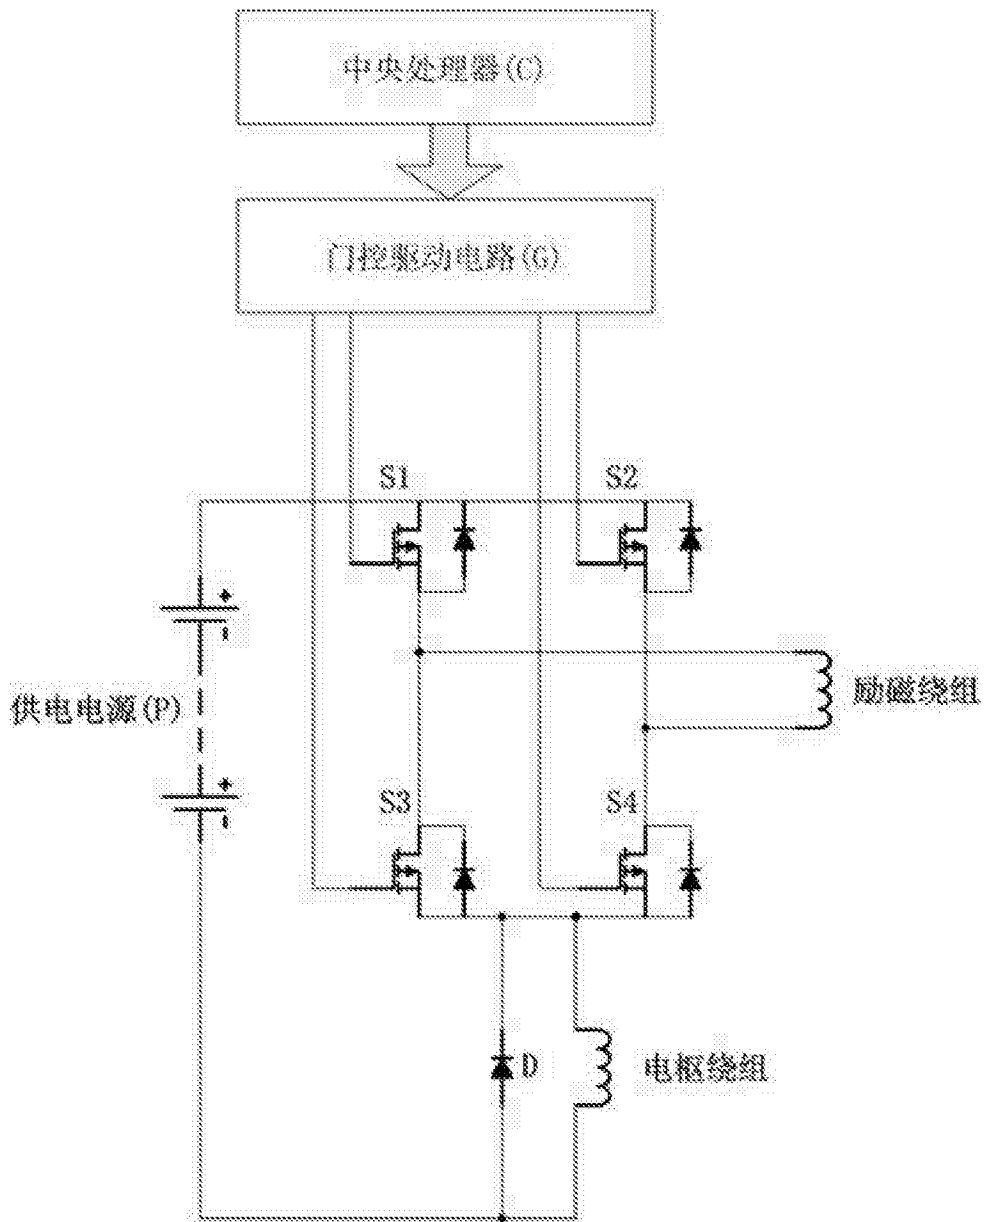 中央处理器(C)
门控驱动电路(G)
S1
S2
+
-
供电电源(P)
励磁绕组
+
-
S3
S4
D
电枢绕组